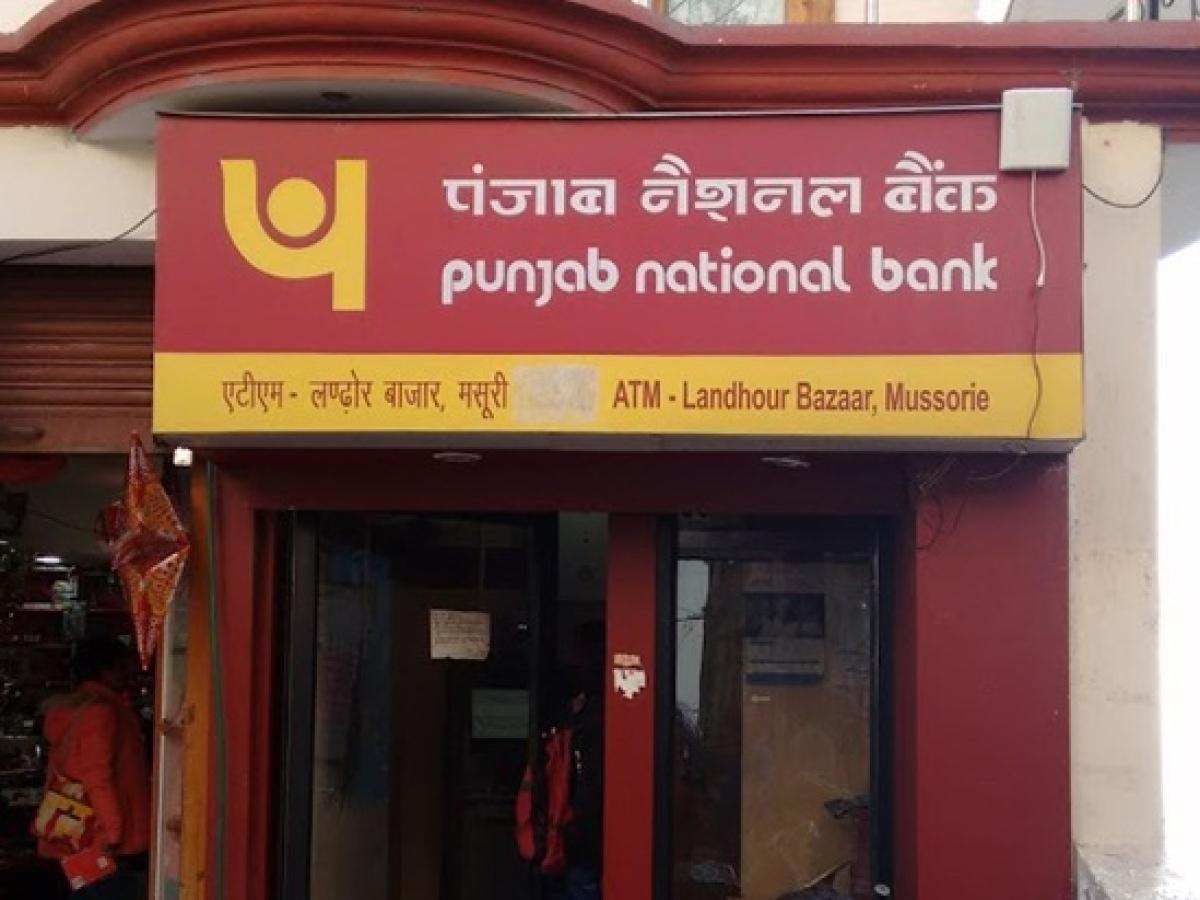 पंजाब नैशनल बैंक
punjab national bank
एटीएम - लण्ढ़ोर बाजार, मसूरी ATM - Landhour Bazaar, Mussorie